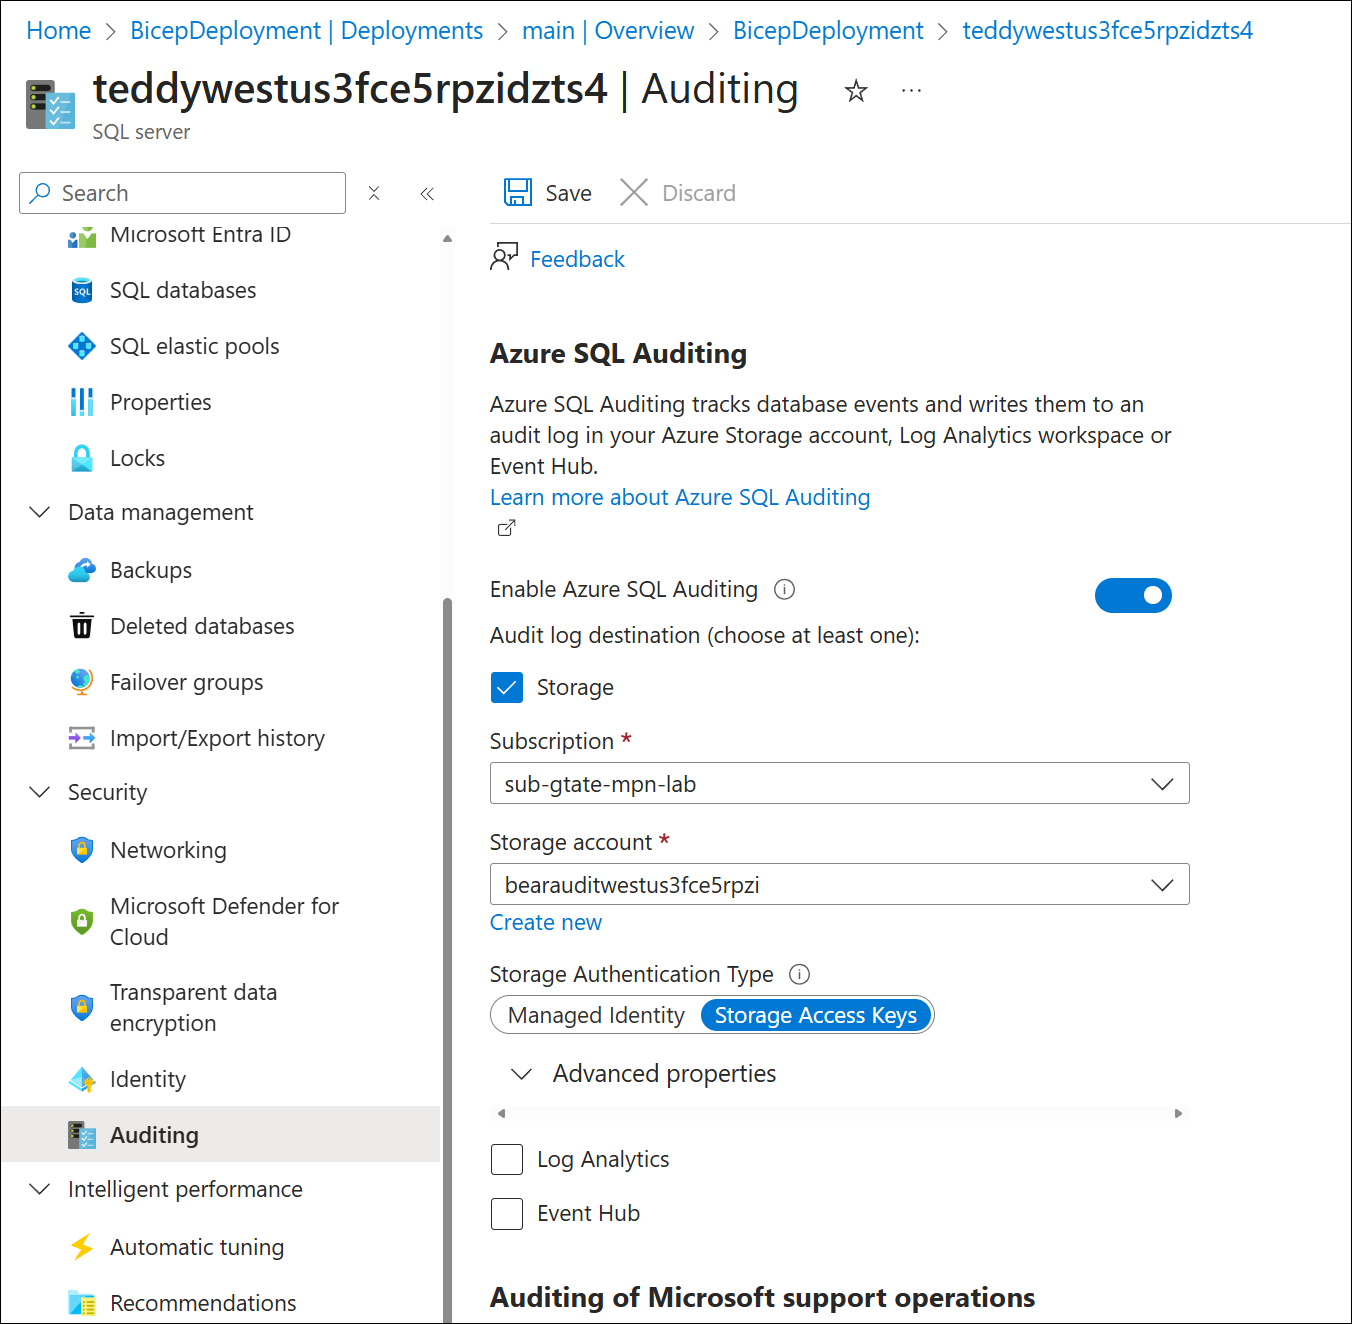 Home > BicepDeployment | Deployments > main | Overview > BicepDeployment > teddywestus3fce5rpzidzts4
teddywestus3fce5rpzidzts4 | Auditing
SQL server
Search
Microsoft Entra ID
SQL databases
SQL elastic pools
Properties
Locks
Data management
Backups
Deleted databases
Failover groups
Import/Export history
Security
Networking
Microsoft Defender for
Cloud
Transparent data
encryption
Identity
Auditing
Intelligent performance
Automatic tuning
Recommendations
Save Discard
Feedback
Azure SQL Auditing
Azure SQL Auditing tracks database events and writes them to an
audit log in your Azure Storage account, Log Analytics workspace or
Event Hub.
Learn more about Azure SQL Auditing
Enable Azure SQL Auditing
Audit log destination (choose at least one):
Storage
Subscription *
sub-gtate-mpn-lab
Storage account *
bearauditwestus3fce5rpzi
Create new
Storage Authentication Type
Managed Identity Storage Access Keys
Advanced properties
Log Analytics
Event Hub
Auditing of Microsoft support operations